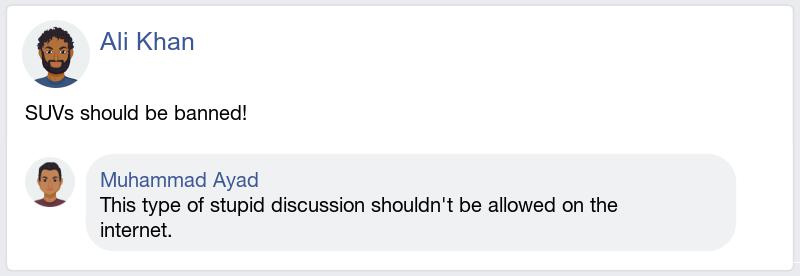 Ali Khan
SUVs should be banned!
Muhammad Ayad
This type of stupid discussion shouldn't be allowed on the
internet.